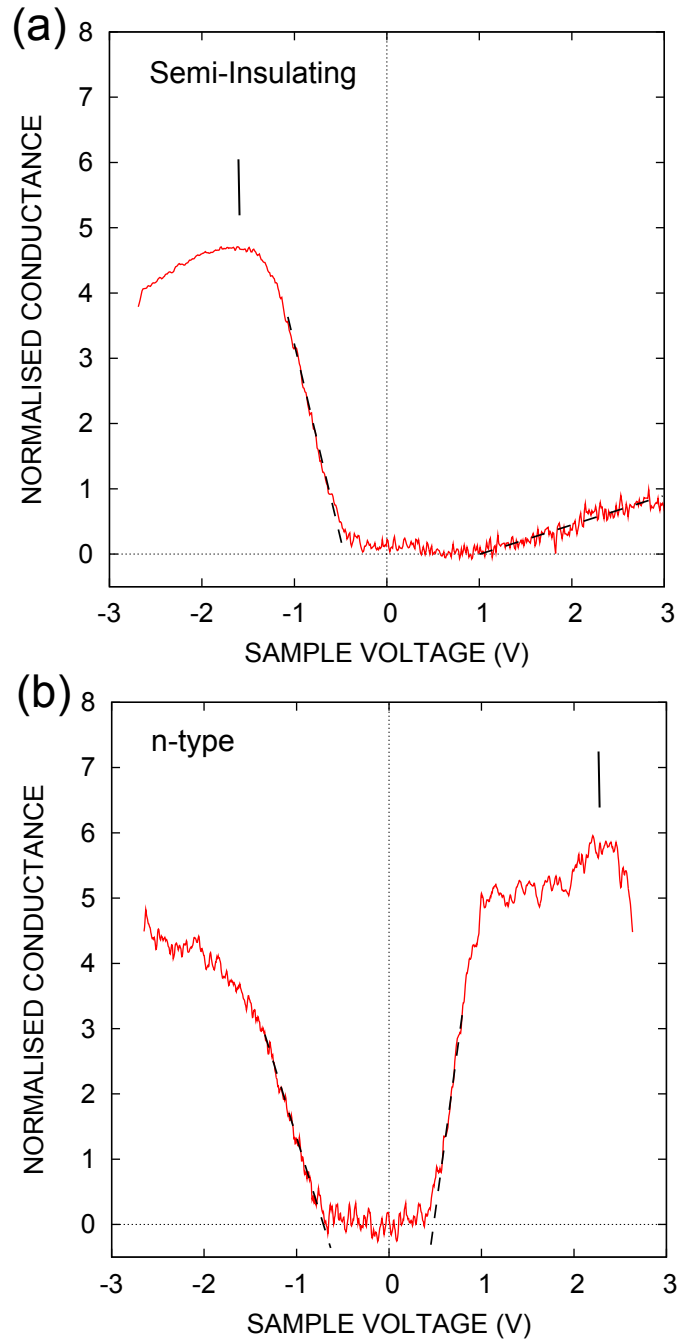 (a)
8
Semi-Insulating
7
6
5
4
3
2
1
0
NORMALISED CONDUCTANCE
-3 -2 -1 0 1 2 3
SAMPLE VOLTAGE (V)
(b)
8
n-type
7
6
5
4
3
2
1
0
NORMALISED CONDUCTANCE
-3 -2 -1 0 1 2 3
SAMPLE VOLTAGE (V)